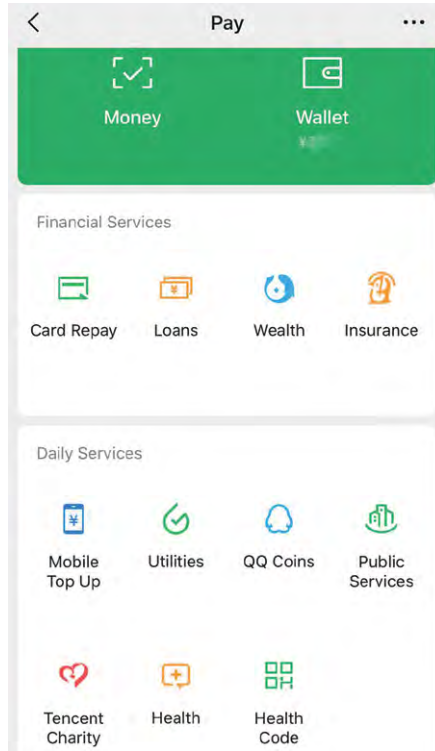 Pay
Money Wallet
Financial Services
Card Repay Loans Wealth Insurance
Daily Services
Mobile Utilities QQ Coins Public
Top Up Services
Tencent Health Health
Charity Code